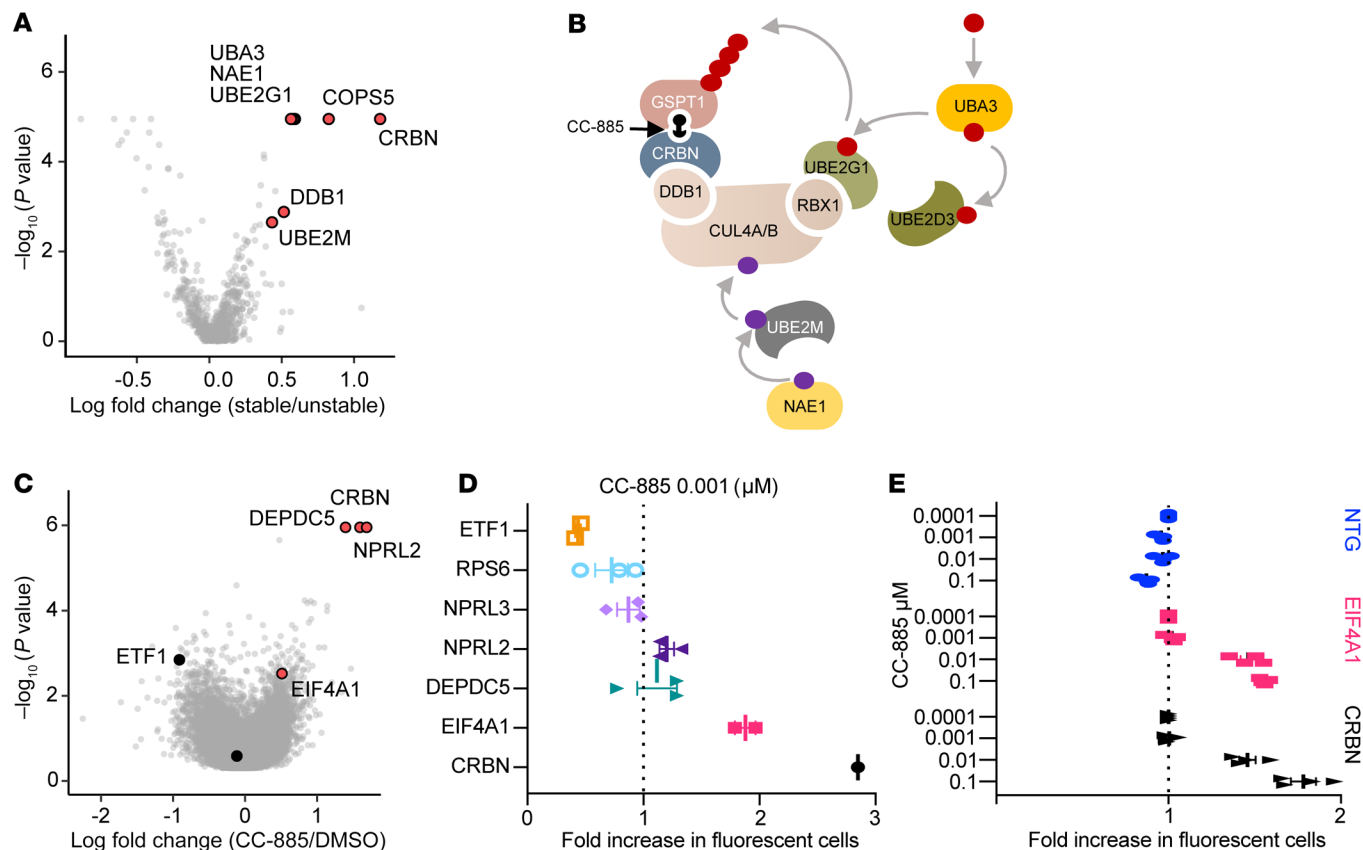 A
UBA3
NAE1
UBE2G1
COPS5
CRBN
DDB1
UBE2M
6
4
2
0
-0.5
0.0
0.5
1.0
–log10 (P value)
Log fold change (stable/unstable)
B
GSPT1
CC-885
CRBN
DDB1
CUL4A/B
RBX1
UBE2G1
UBA3
UBE2D3
UBE2M
NAE1
C
CRBN
DEPDC5
NPRL2
ETF1
EIF4A1
6
4
2
0
-2
-1
0
1
–log10 (P value)
Log fold change (CC-885/DMSO)
D
CC-885 0.001 (µM)
ETF1
RPS6
NPRL3
NPRL2
DEPDC5
EIF4A1
CRBN
0
1
2
3
Fold increase in fluorescent cells
E
CC-885 µM
0.0001
0.001
0.01
0.1
0.0001
0.001
0.01
0.1
0.0001
0.001
0.01
0.1
NTG
EIF4A1
CRBN
1
2
Fold increase in fluorescent cells